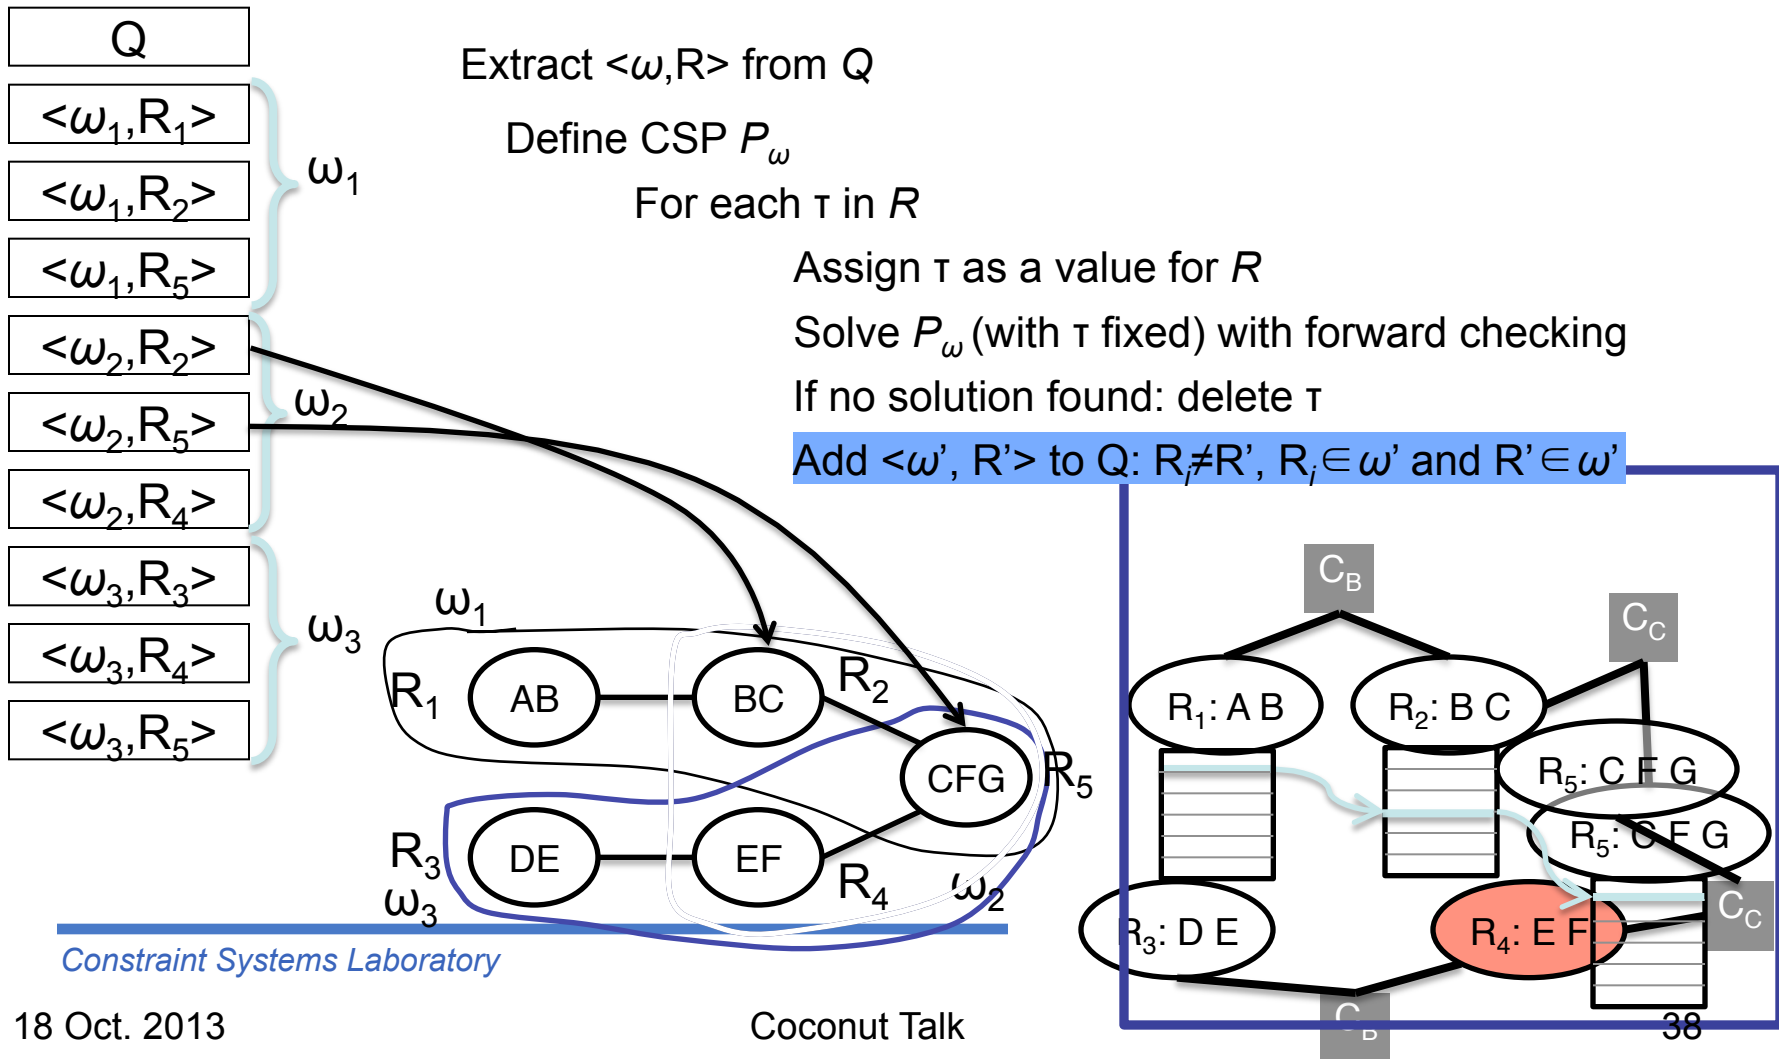 Q
<ω1,R1>
<ω1,R2>
<ω1,R5>
<ω2,R2>
<ω2,R5>
<ω2,R4>
<ω3,R3>
<ω3,R4>
<ω3,R5>
ω1
ω2
ω3
Extract <ω,R> from Q
Define CSP Pω
For each τ in R
Assign τ as a value for R
Solve Pω (with τ fixed) with forward checking
If no solution found: delete τ
Add <ω’, R’> to Q: Ri≠R’, Ri∈ω’ and R’∈ω’
ω1
R1
AB
BC
R2
CFG
R5
R3
DE
EF
R4
ω3
ω2
CB
CC
R1: A B
R2: B C
R5: C F G
R5: C F G
R3: D E
R4: E F
CC
CB
Constraint Systems Laboratory
18 Oct. 2013
Coconut Talk
38